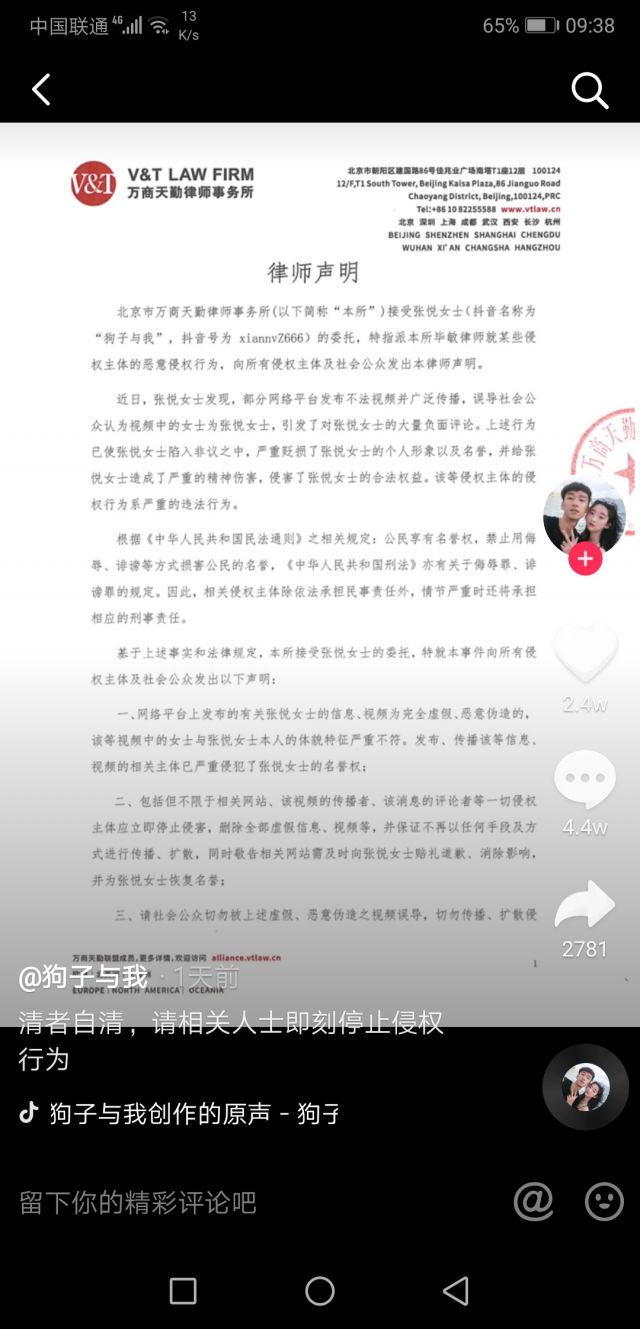 中国联通 4G 13 K/s 65% 09:38
V&T
V&T LAW FIRM
万商天勤律师事务所
北京市朝阳区建国路86号佳兆业广场南塔T1座12层 100124
12/F,T1 South Tower, Beijing Kaisa Plaza,86 Jianguo Road
Chaoyang District, Beijing,100124,PRC
Tel:+86 10 82255588 www.vtlaw.cn
北京 深圳 上海 成都 武汉 西安 长沙 杭州
BEIJING SHENZHEN SHANGHAI CHENGDU
WUHAN XI'AN CHANGSHA HANGZHOU
律师声明
北京市万商天勤律师事务所(以下简称“本所”)接受张悦女士(抖音名称为
“狗子与我”，抖音号为 xiannvZ666）的委托，特指派本所毕敏律师就某些侵
权主体的恶意侵权行为，向所有侵权主体及社会公众发出本律师声明。
近日，张悦女士发现，部分网络平台发布不法视频并广泛传播，误导社会公
众认为视频中的女士为张悦女士，引发了对张悦女士的大量负面评论。上述行为
已使张悦女士陷入非议之中，严重贬损了张悦女士的个人形象以及名誉，并给张
悦女士造成了严重的精神伤害，侵害了张悦女士的合法权益。该等侵权主体的侵
权行为系严重的违法行为。
根据《中华人民共和国民法通则》之相关规定：公民享有名誉权，禁止用侮
辱、诽谤等方式损害公民的名誉，《中华人民共和国刑法》亦有关于侮辱罪、诽
谤罪的规定。因此，相关侵权主体除依法承担民事责任外，情节严重时还将承担
相应的刑事责任。
基于上述事实和法律规定，本所接受张悦女士的委托，特就本事件向所有侵
权主体及社会公众发出以下声明：
一、网络平台上发布的有关张悦女士的信息、视频为完全虚假、恶意伪造的，
该等视频中的女士与张悦女士本人的体貌特征严重不符。发布、传播该等信息、
视频的相关主体已严重侵犯了张悦女士的名誉权；
二、包括但不限于相关网站、该视频的传播者、该消息的评论者等一切侵权
主体应立即停止侵害，删除全部虚假信息、视频等，并保证不再以任何手段及方
式进行传播、扩散，同时敬告相关网站需及时向张悦女士赔礼道歉、消除影响，
并为张悦女士恢复名誉；
三、请社会公众切勿被上述虚假、恶意伪造之视频误导，切勿传播、扩散侵
万商天勤
2.4w
4.4w
2781
万商天勤联盟成员,更多详情,欢迎访问 alliance.vtlaw.cn
1
@狗子与我 · 1天前
EUROPE | NORTH AMERICA | OCEANIA
清者自清，请相关人士即刻停止侵权
行为
狗子与我创作的原声 - 狗子
留下你的精彩评论吧